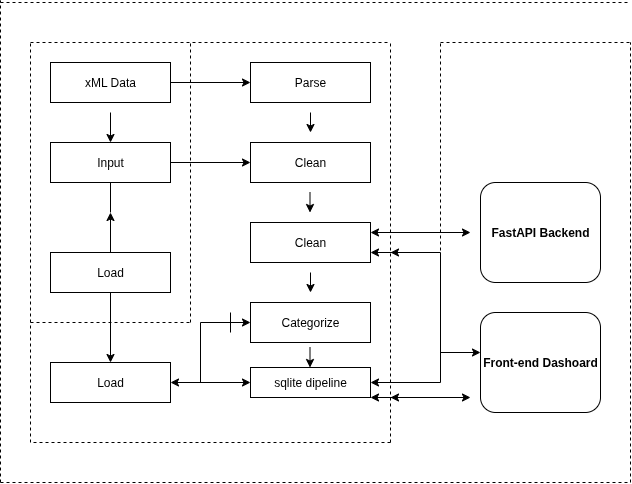 xML Data
Parse
Input
Clean
Clean
FastAPI Backend
Load
Categorize
Front-end Dashoard
Load
sqlite dipeline